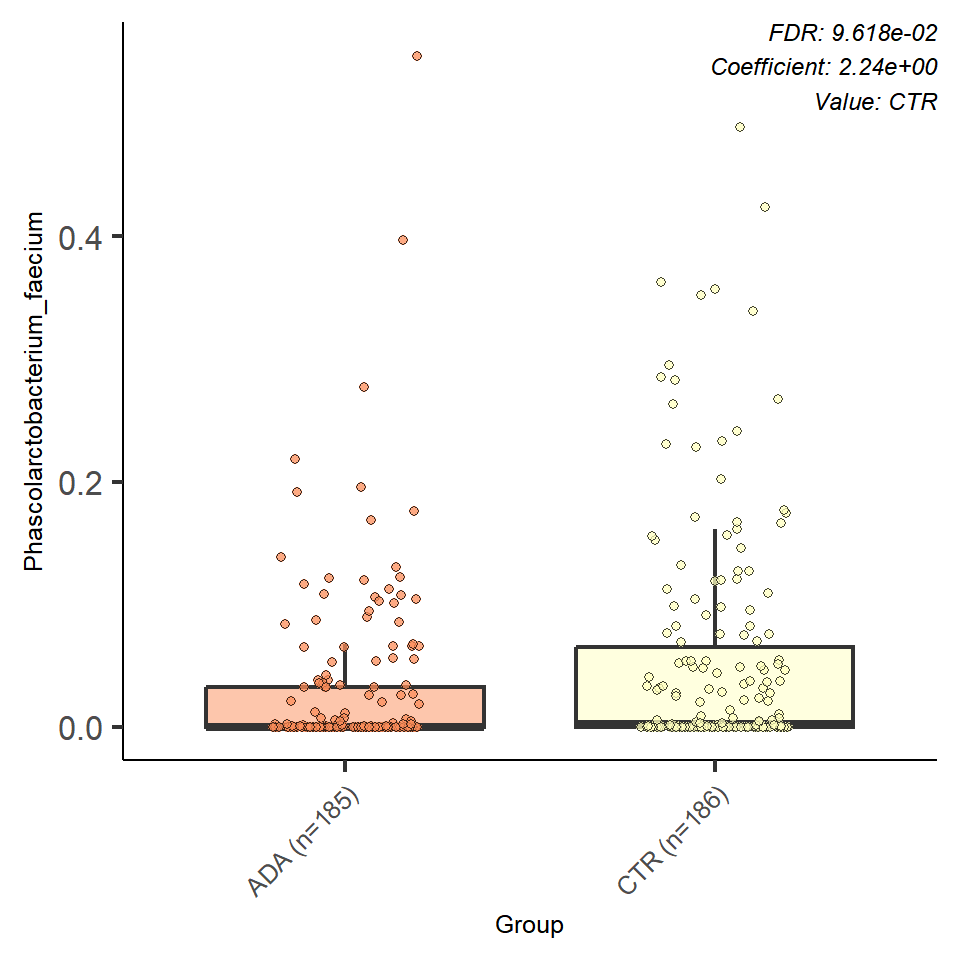 FDR: 9.618e-02
Coefficient: 2.24e+00
Value: CTR
Phascolarctobacterium_faecium
0.4
0.2
0.0
ADA (n=185)
CTR (n=186)
Group